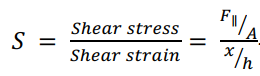 S = Shear stress / Shear strain = F∥/A / x/h